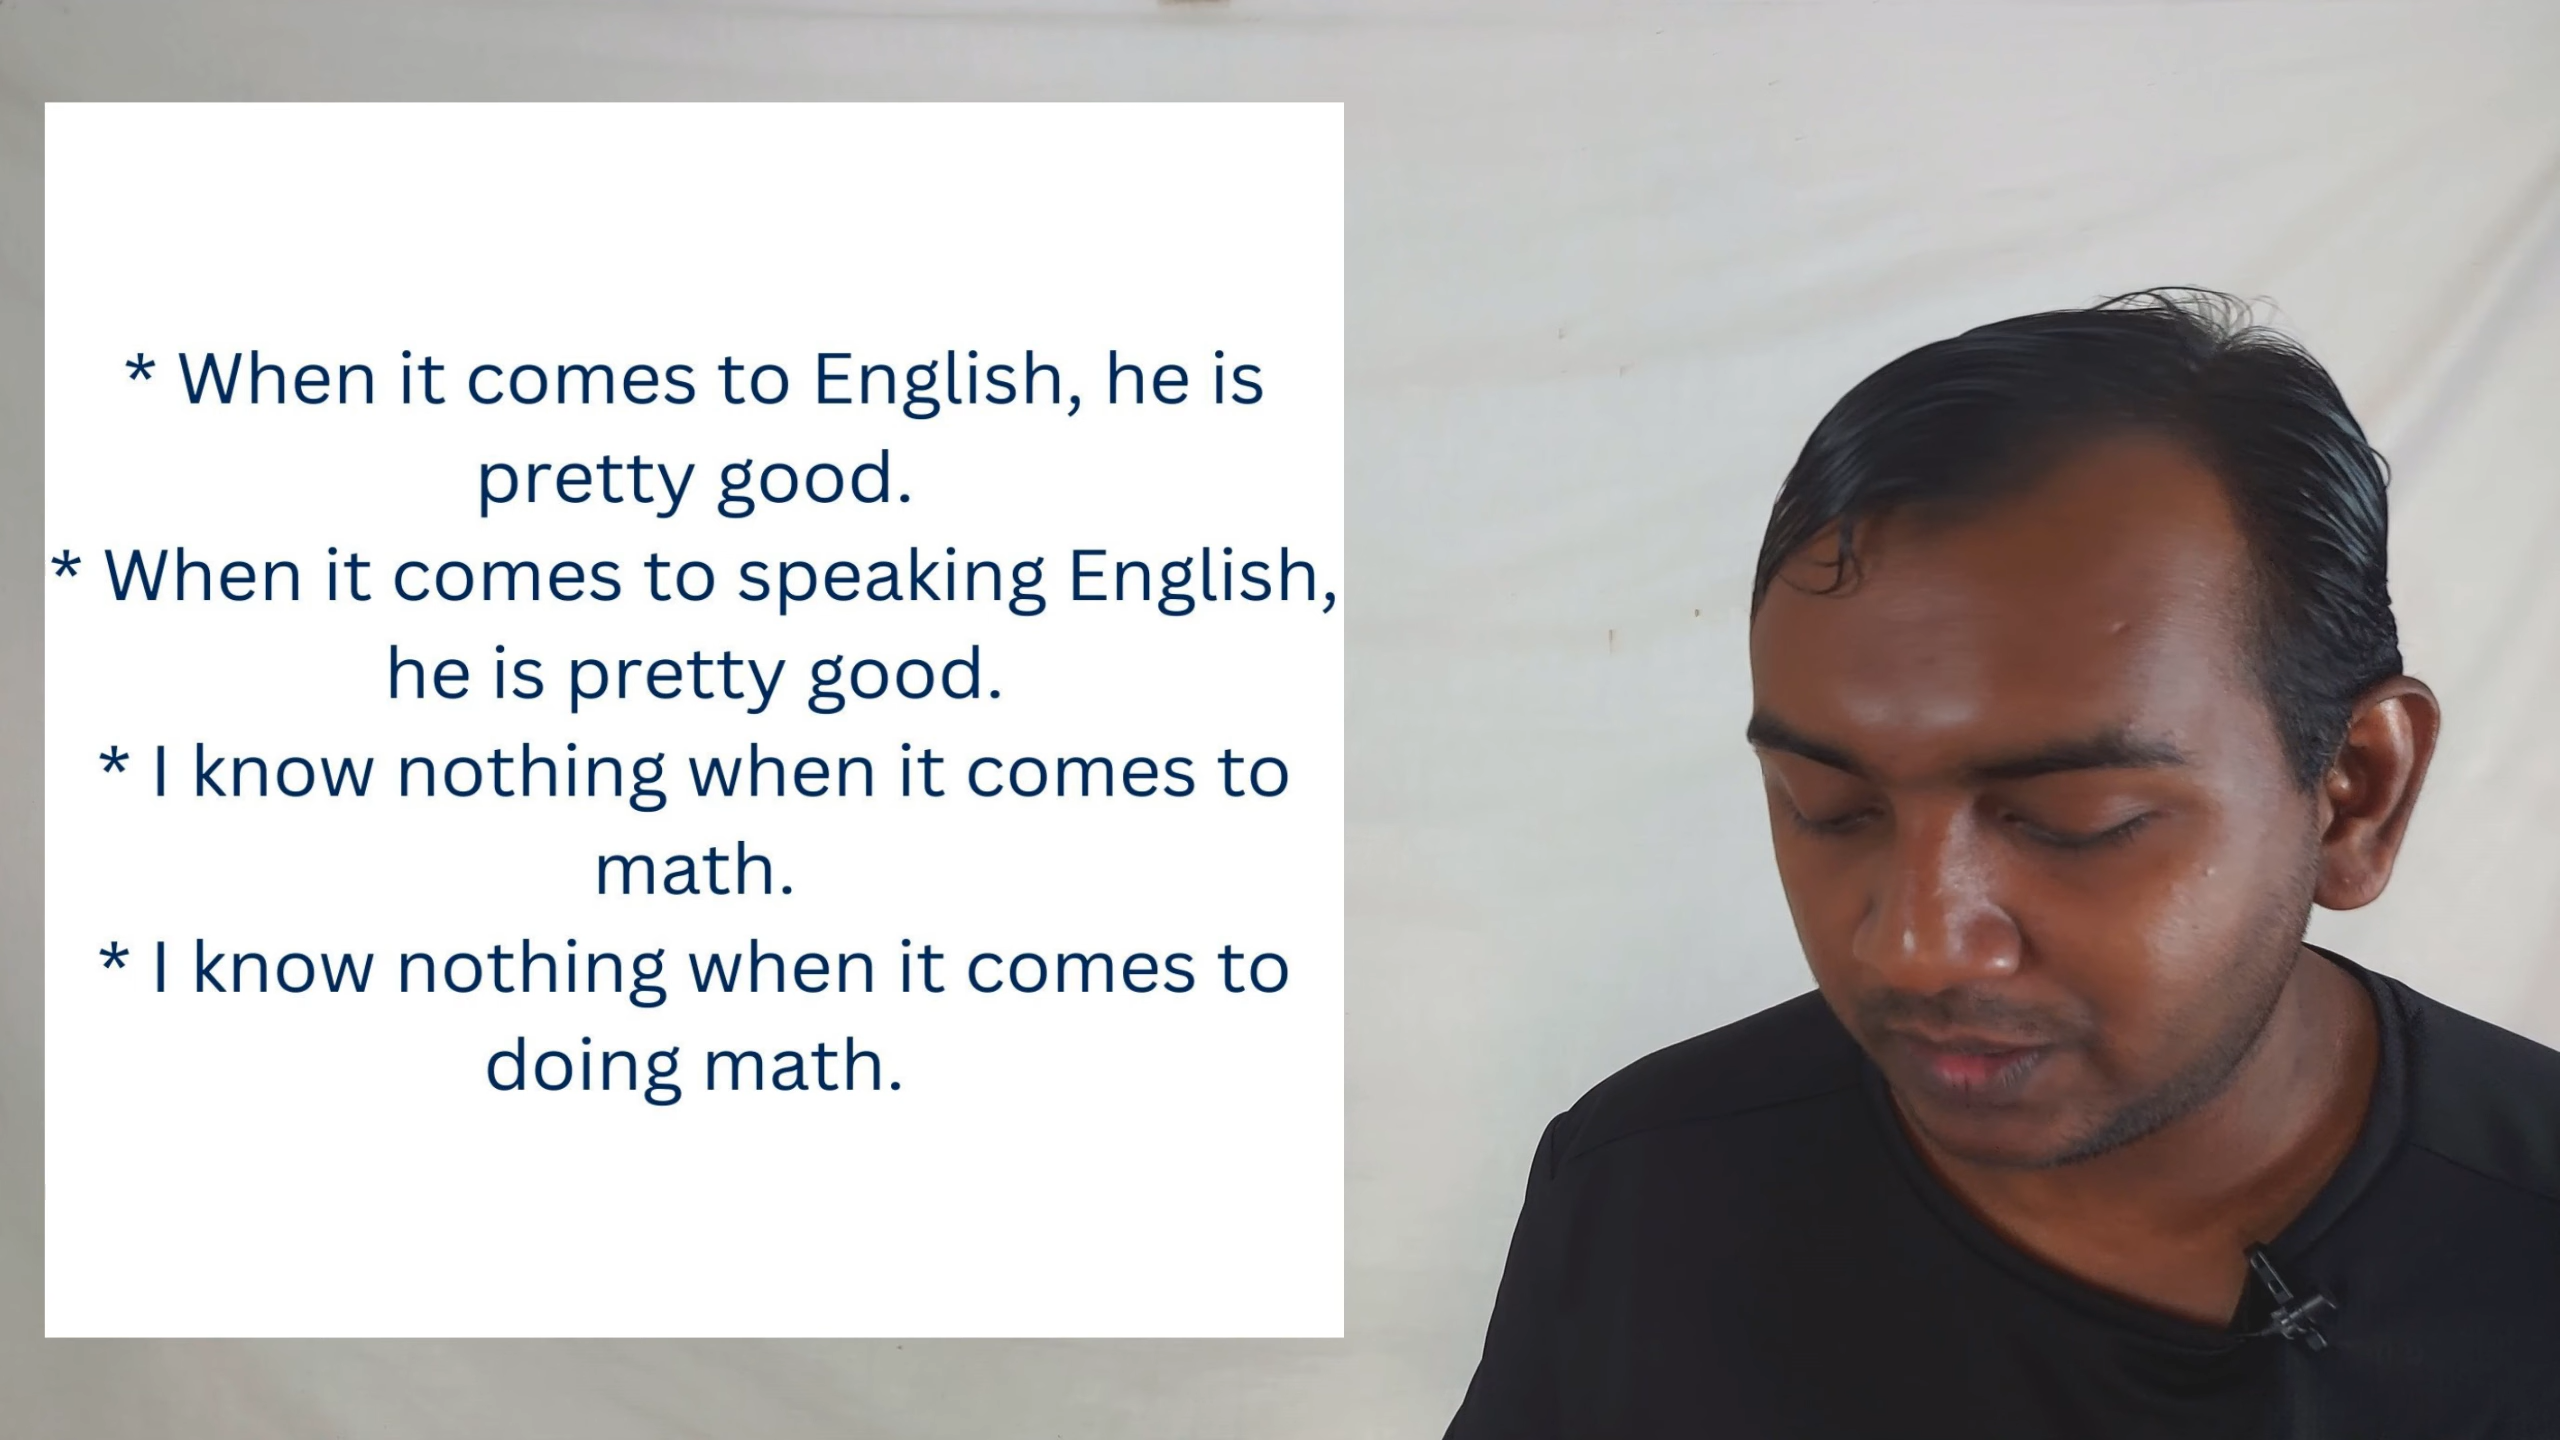 * When it comes to English, he is
pretty good.
* When it comes to speaking English,
he is pretty good.
* I know nothing when it comes to
math.
* I know nothing when it comes to
doing math.